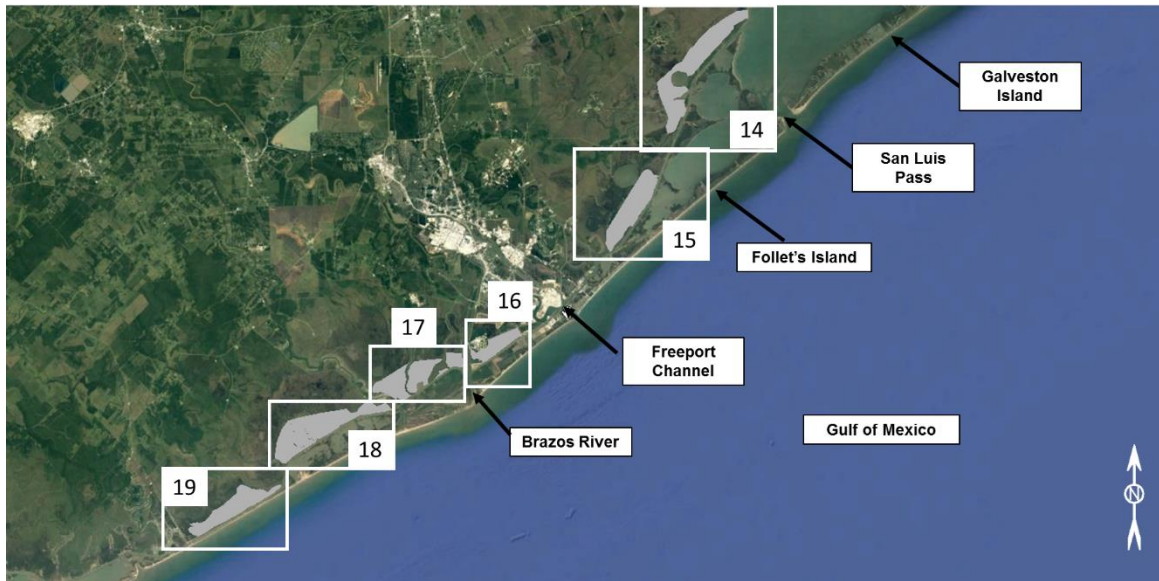 Galveston
Island
14
San Luis
Pass
15
Follet's Island
16
17
Freeport
Channel
Brazos River
18
Gulf of Mexico
19
N